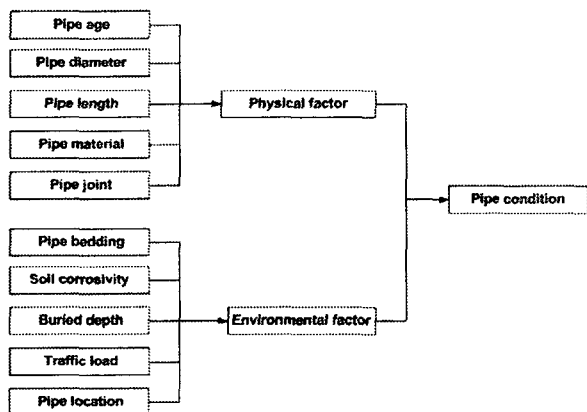 Pipe age
Pipe diameter
Pipe length
Physical factor
Pipe material
Pipe joint
Pipe condition
Pipe bedding
Soil corrosivity
Buried depth
Environmental factor
Traffic load
Pipe location